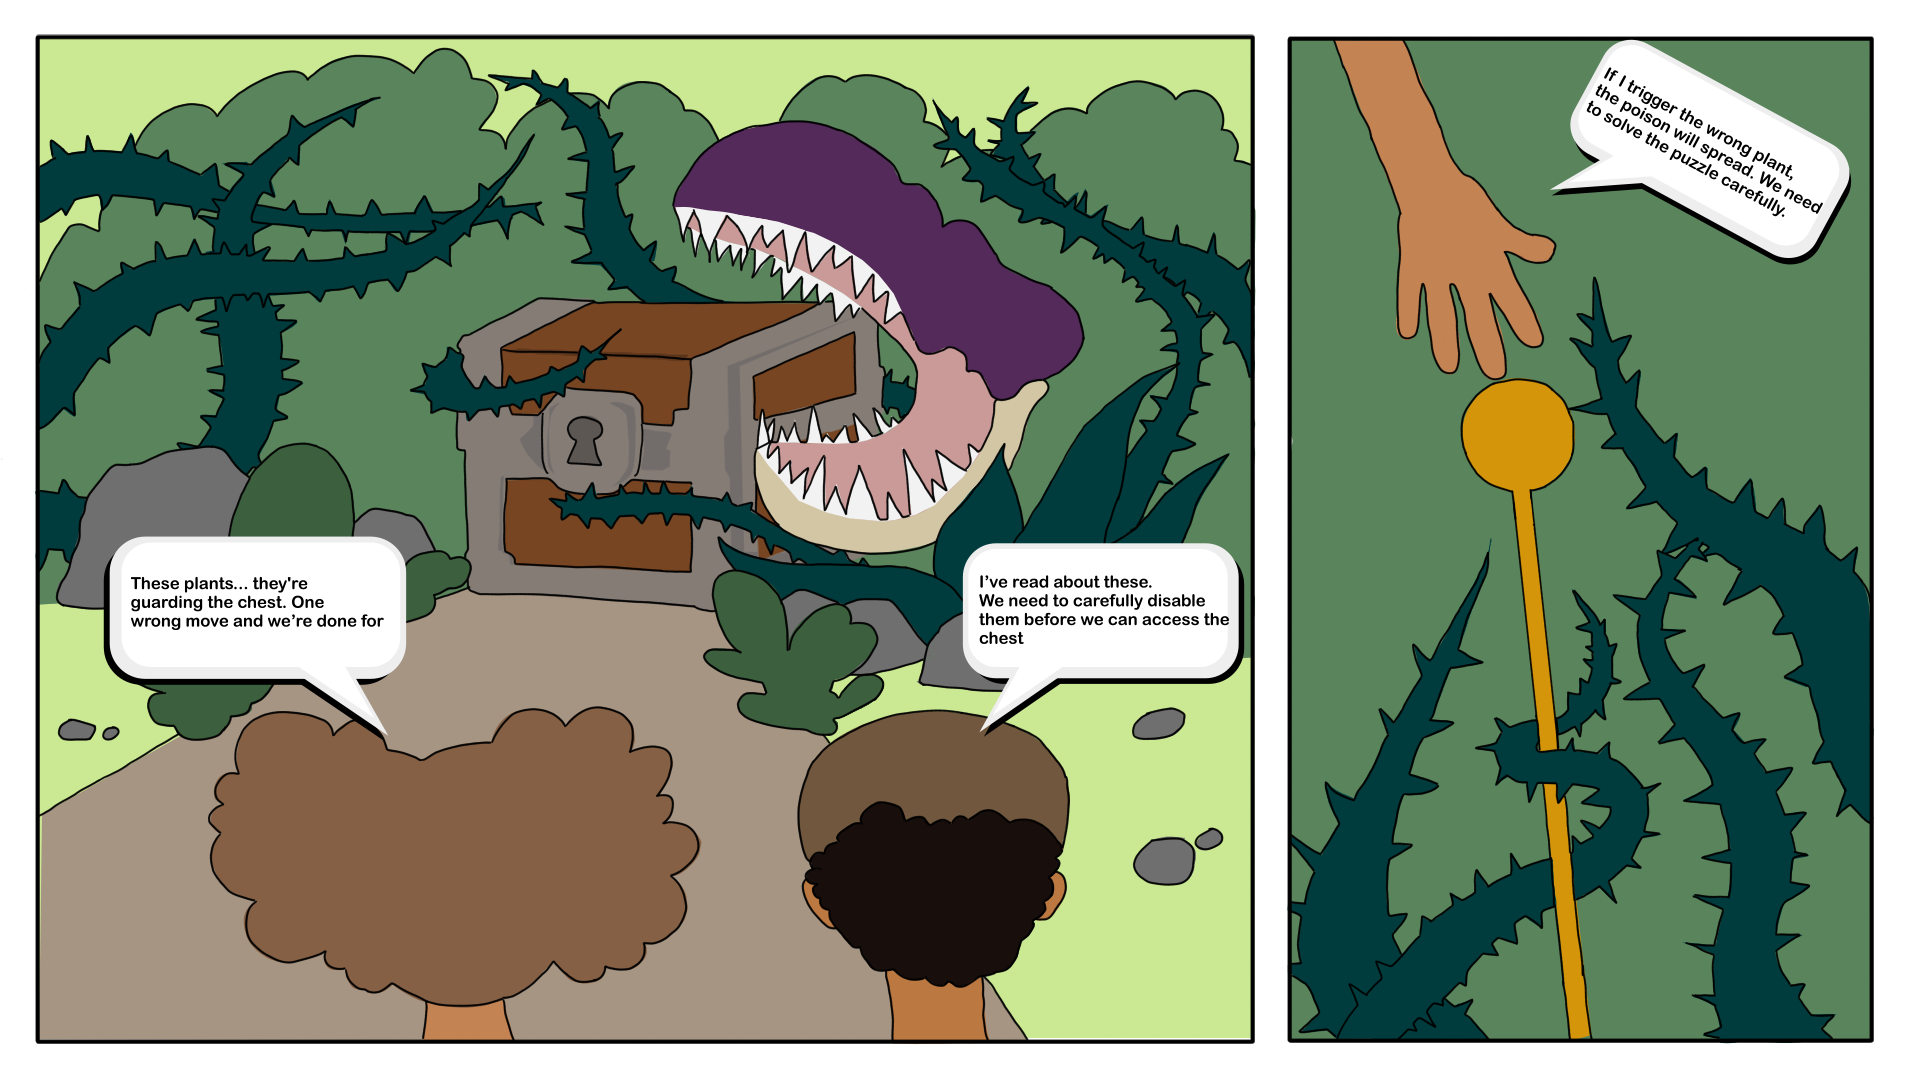 These plants... they're
guarding the chest. One
wrong move and we're done for
I've read about these.
We need to carefully disable
them before we can access the
chest
If I trigger the wrong plant,
the poison will spread. We need
to solve the puzzle carefully.